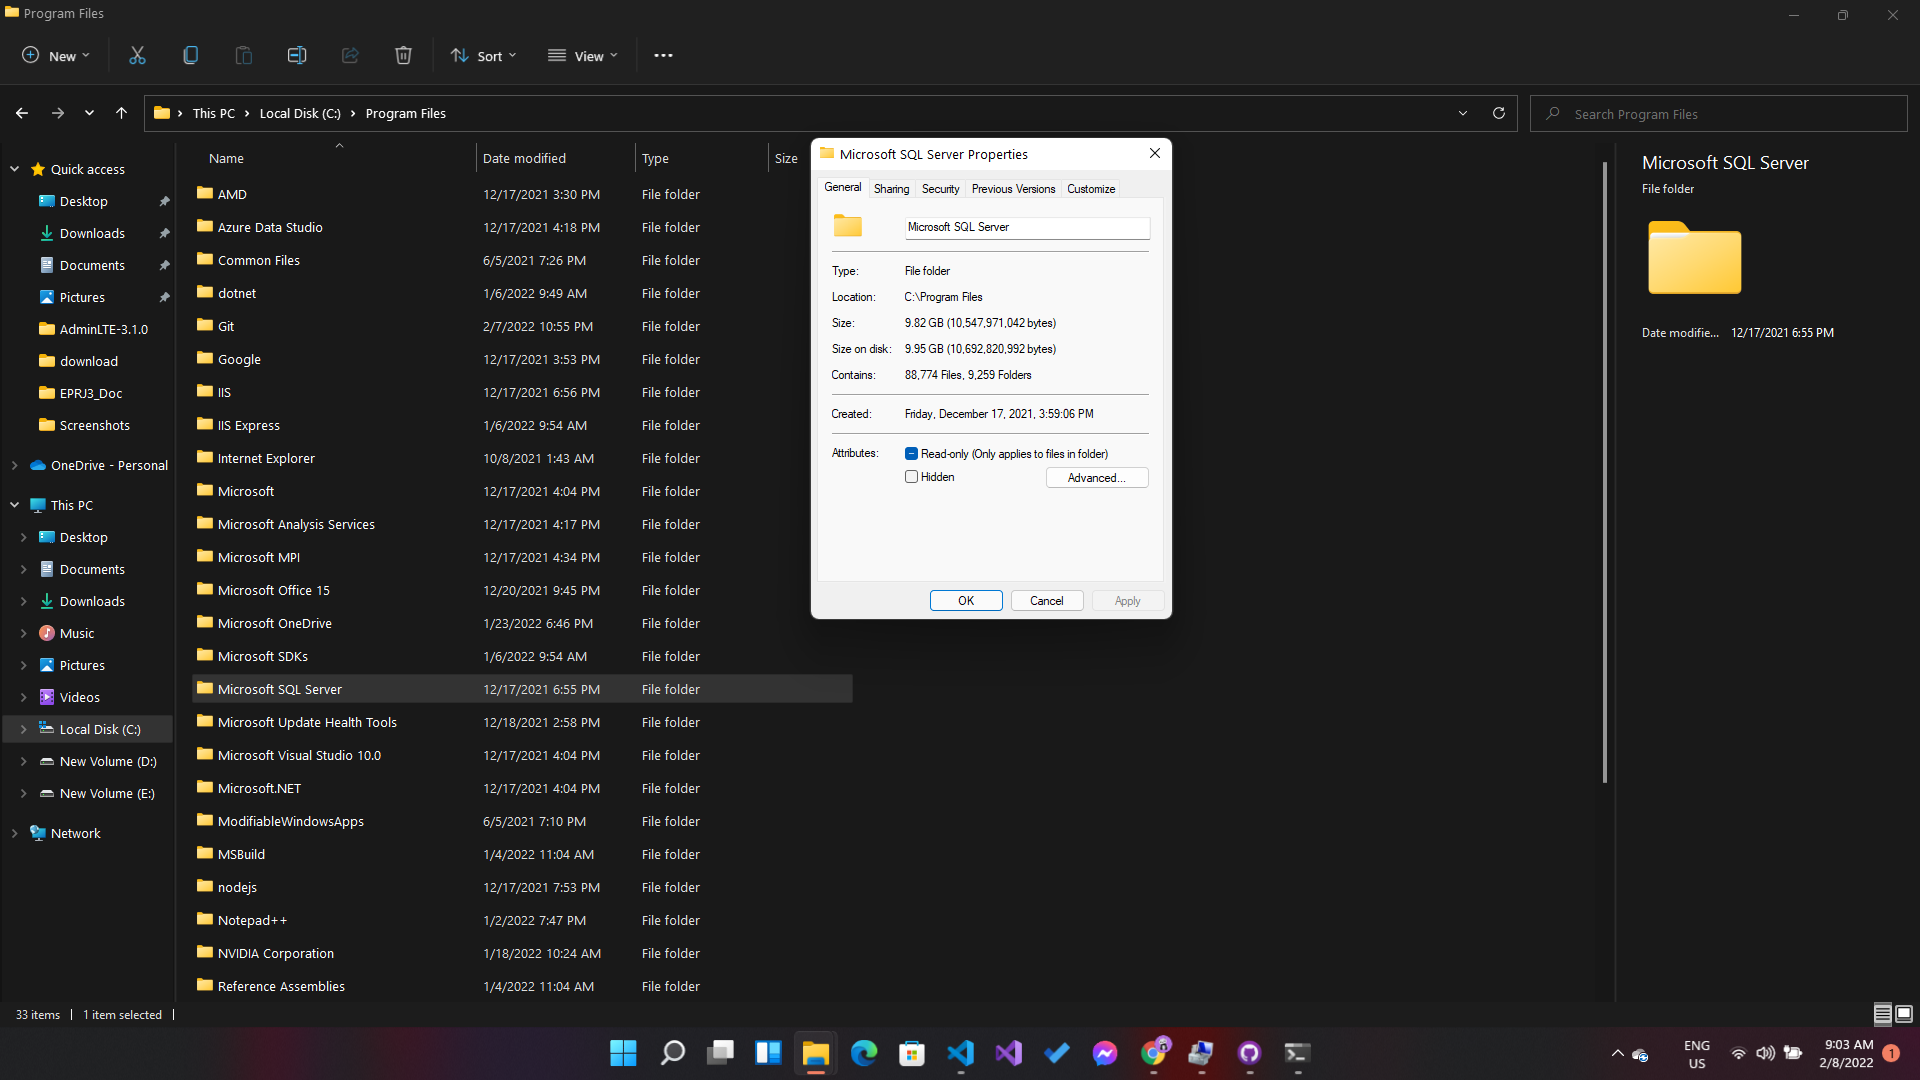 Program Files
New
Sort
View
This PC
Local Disk (C:)
Program Files
Search Program Files
Name
Date modified
Type
Size
Quick access
Desktop
Downloads
Documents
Pictures
AdminLTE-3.1.0
download
EPRJ3_Doc
Screenshots
OneDrive - Personal
This PC
Desktop
Documents
Downloads
Music
Pictures
Videos
Local Disk (C:)
New Volume (D:)
New Volume (E:)
Network
AMD 12/17/2021 3:30 PM File folder
Azure Data Studio 12/17/2021 4:18 PM File folder
Common Files 6/5/2021 7:26 PM File folder
dotnet 1/6/2022 9:49 AM File folder
Git 2/7/2022 10:55 PM File folder
Google 12/17/2021 3:53 PM File folder
IIS 12/17/2021 6:56 PM File folder
IIS Express 1/6/2022 9:54 AM File folder
Internet Explorer 10/8/2021 1:43 AM File folder
Microsoft 12/17/2021 4:04 PM File folder
Microsoft Analysis Services 12/17/2021 4:17 PM File folder
Microsoft MPI 12/17/2021 4:34 PM File folder
Microsoft Office 15 12/20/2021 9:45 PM File folder
Microsoft OneDrive 1/23/2022 6:46 PM File folder
Microsoft SDKs 1/6/2022 9:54 AM File folder
Microsoft SQL Server 12/17/2021 6:55 PM File folder
Microsoft Update Health Tools 12/18/2021 2:58 PM File folder
Microsoft Visual Studio 10.0 12/17/2021 4:04 PM File folder
Microsoft.NET 12/17/2021 4:04 PM File folder
ModifiableWindowsApps 6/5/2021 7:10 PM File folder
MSBuild 1/4/2022 11:04 AM File folder
nodejs 12/17/2021 7:53 PM File folder
Notepad++ 1/2/2022 7:47 PM File folder
NVIDIA Corporation 1/18/2022 10:24 AM File folder
Reference Assemblies 1/4/2022 11:04 AM File folder
Microsoft SQL Server Properties
General Sharing Security Previous Versions Customize
Microsoft SQL Server
Type: File folder
Location: C:\Program Files
Size: 9.82 GB (10,547,971,042 bytes)
Size on disk: 9.95 GB (10,692,820,992 bytes)
Contains: 88,774 Files, 9,259 Folders
Created: Friday, December 17, 2021, 3:59:06 PM
Attributes: Read-only (Only applies to files in folder)
Hidden
Advanced...
OK
Cancel
Apply
Microsoft SQL Server
File folder
Date modifie... 12/17/2021 6:55 PM
33 items
1 item selected
n
ENG
US
9:03 AM
2/8/2022
1